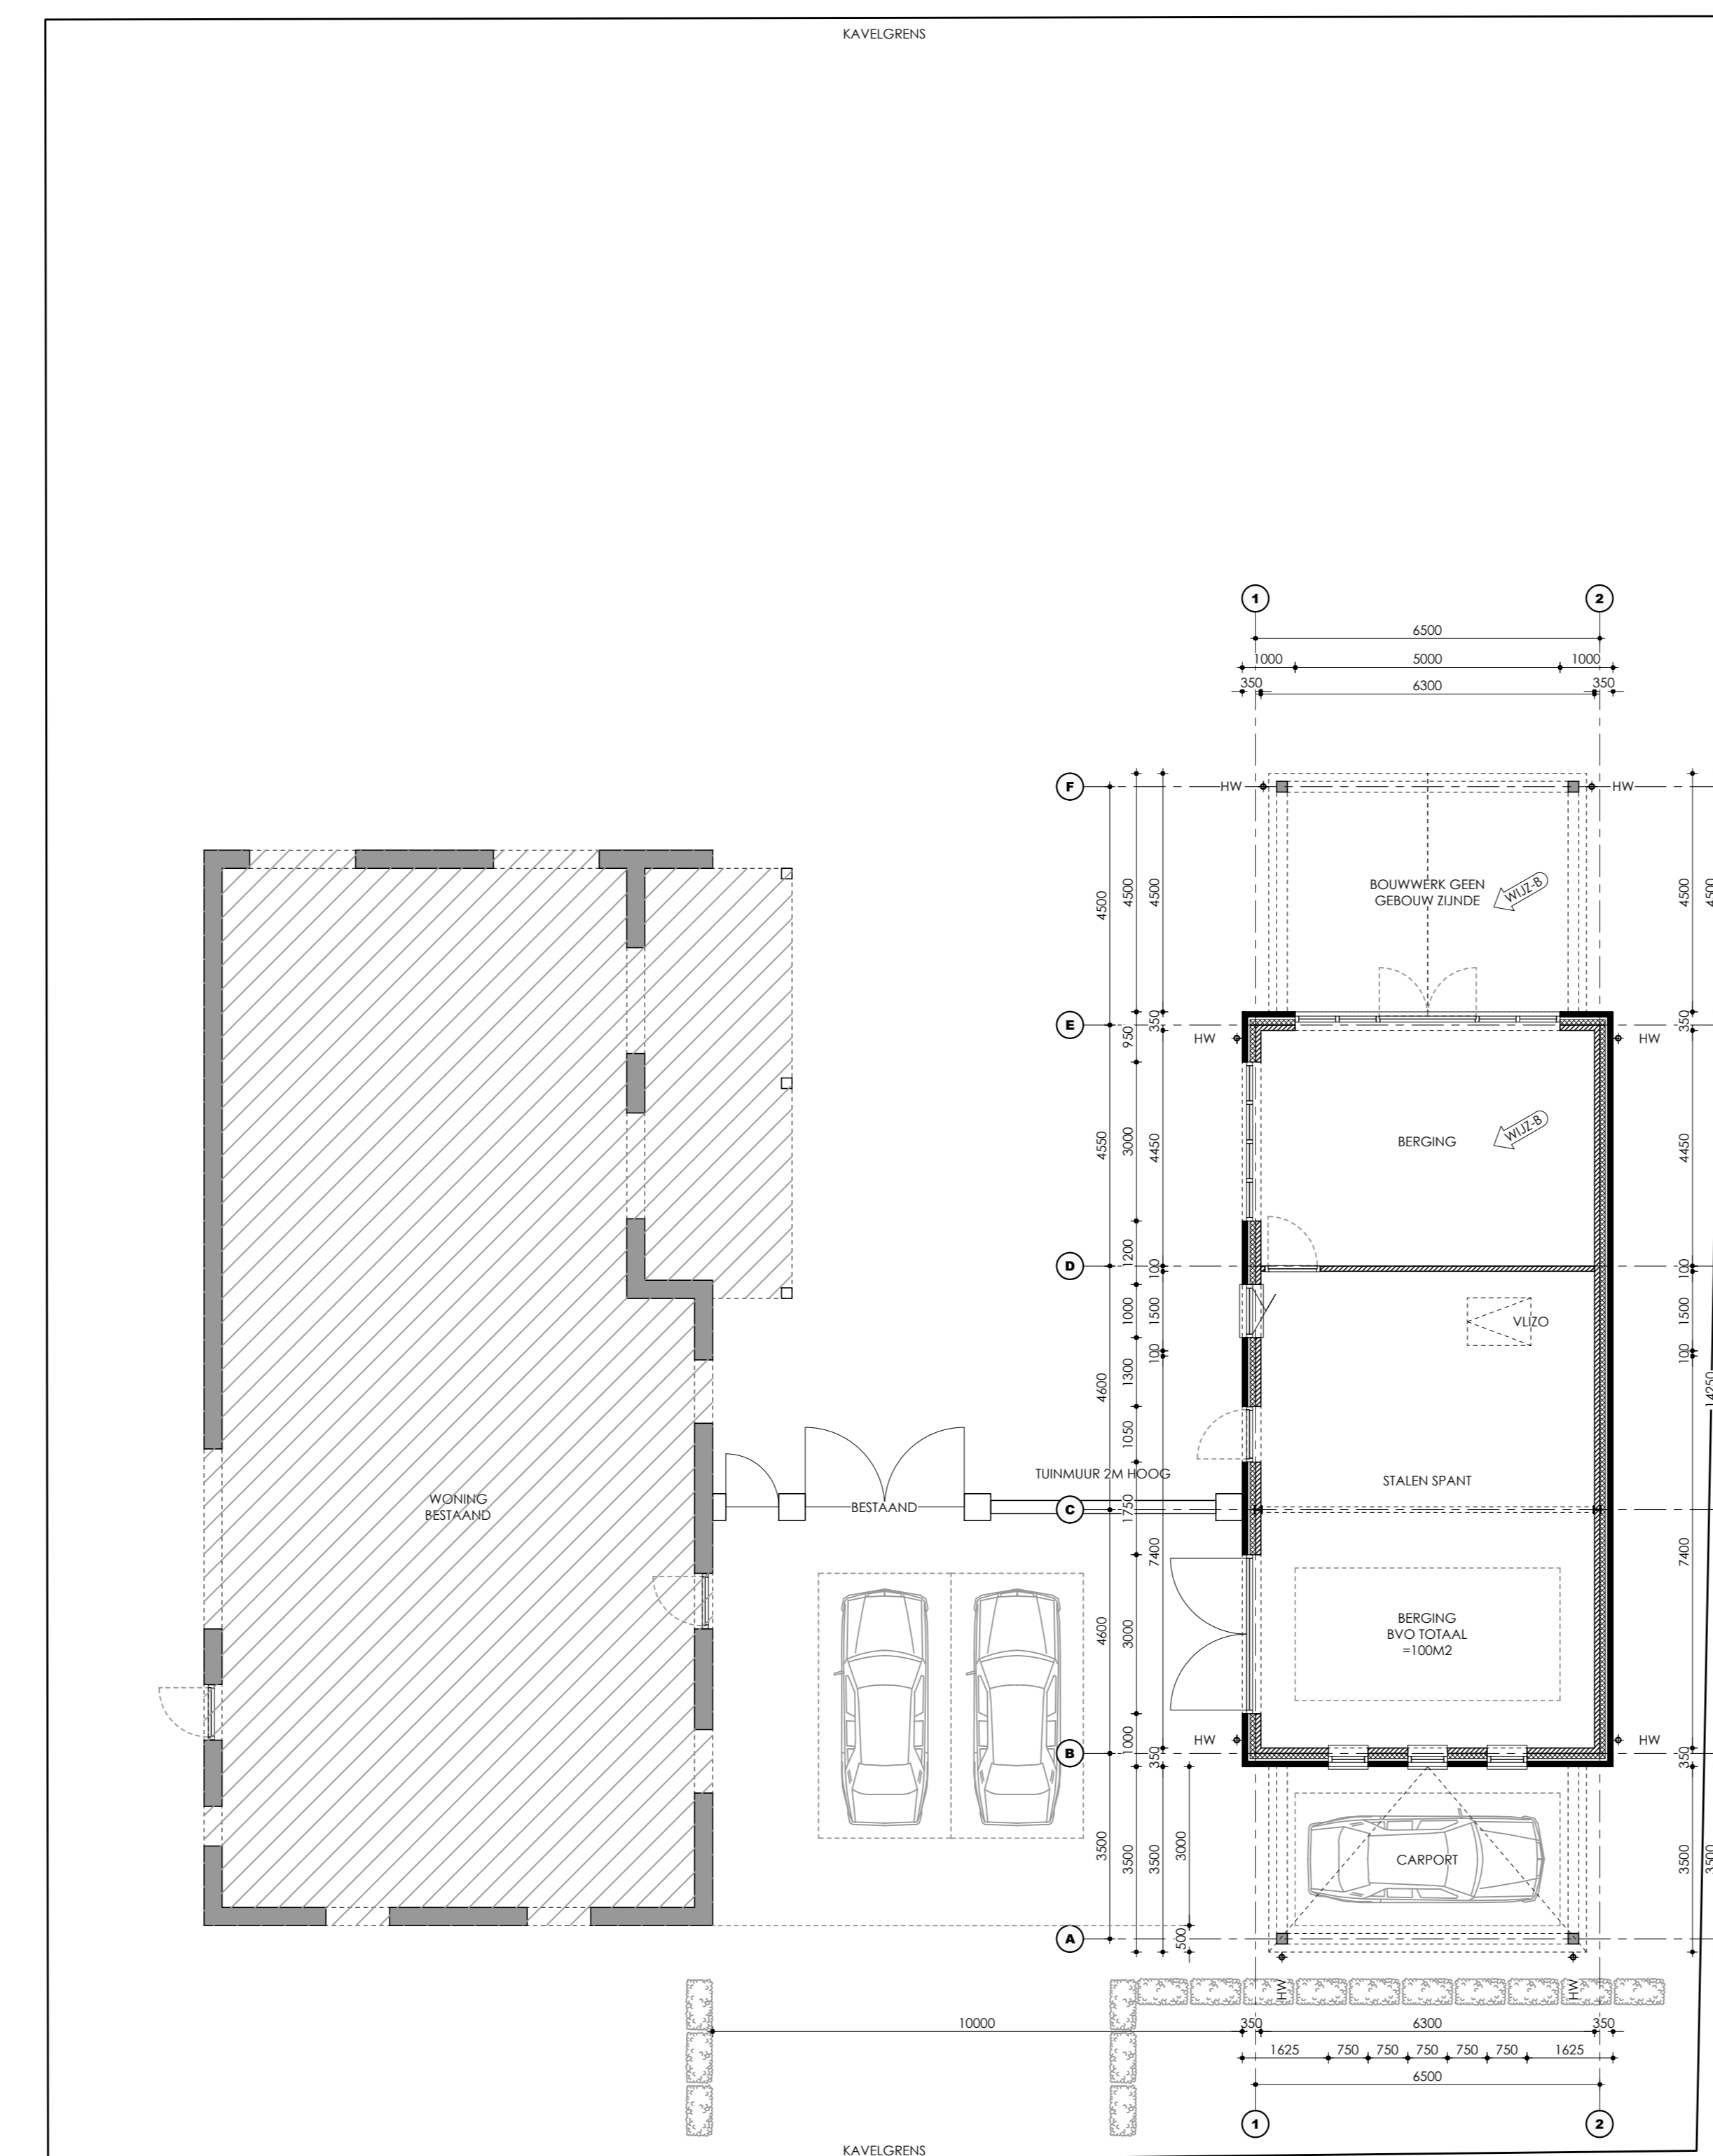 KAVELGRENS
1
2
6500
1000
5000
1000
350
6300
350
F
HW
HW
BOUWWERK GEEN
GEBOUW ZIJNDE
WIJZ-B
4500
4500
4500
4500
4500
E
HW
HW
950
350
350
BERGING
WIJZ-B
4550
3000
4450
4450
D
1200
100
100
1000
1500
1500
VLIZO
100
100
4600
1300
14250
1050
TUINMUUR 2M HOOG
STALEN SPANT
WONING
BESTAAND
BESTAAND
C
1750
7400
7400
4600
3000
BERGING
BVO TOTAAL
=100M2
HW
HW
B
1000
350
350
3500
3500
3500
3000
CARPORT
3500
3500
A
500
HW
HW
10000
350
6300
350
1625
750
750
750
750
750
1625
6500
1
2
KAVELGRENS